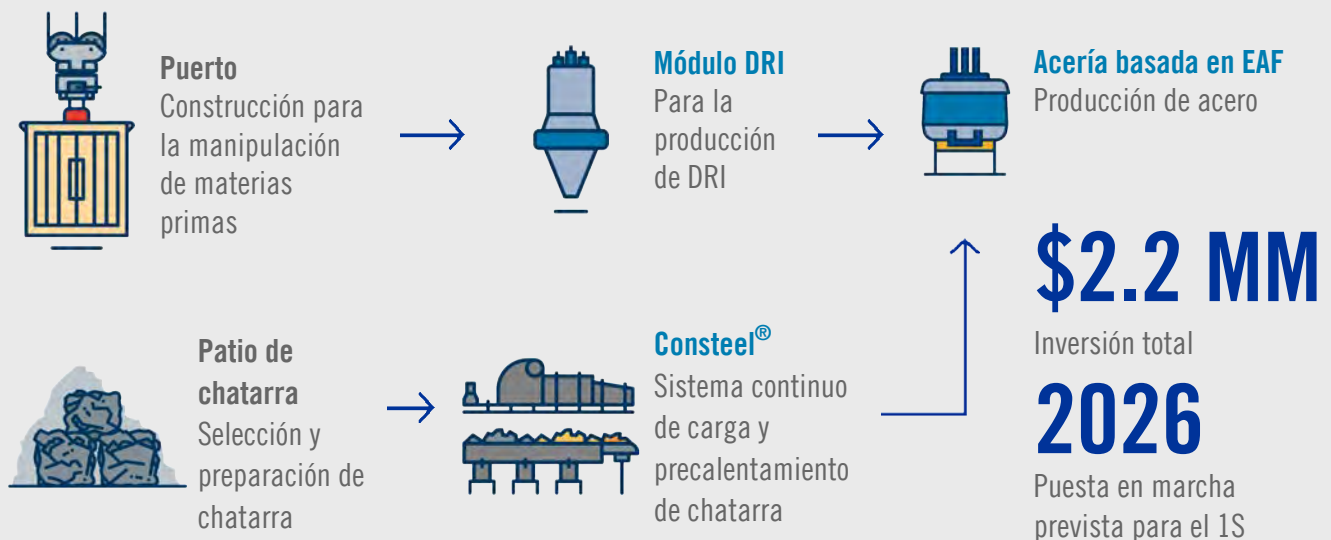 Puerto
Construcción para
la manipulación
de materias
primas
Módulo DRI
Para la
producción
de DRI
Acería basada en EAF
Producción de acero
Patio de
chatarra
Selección y
preparación de
chatarra
Consteel®
Sistema continuo
de carga y
precalentamiento
de chatarra
$2.2 MM
Inversión total
2026
Puesta en marcha
prevista para el 1S